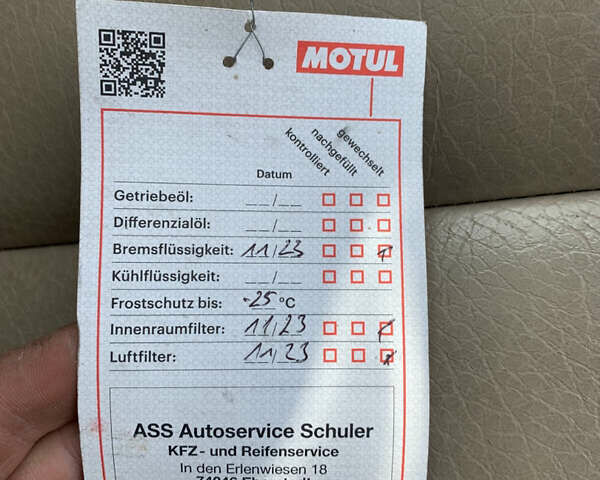 MOTUL
kontrolliert
nachgefüllt
gewechselt
Datum
Getriebeöl: __/__
Differenzialöl: __/__
Bremsflüssigkeit: 11/23
Kühlflüssigkeit: __/__
Frostschutz bis: -25 °C
Innenraumfilter: 11/23
Luftfilter: 11/23
ASS Autoservice Schuler
KFZ- und Reifenservice
In den Erlenwiesen 18